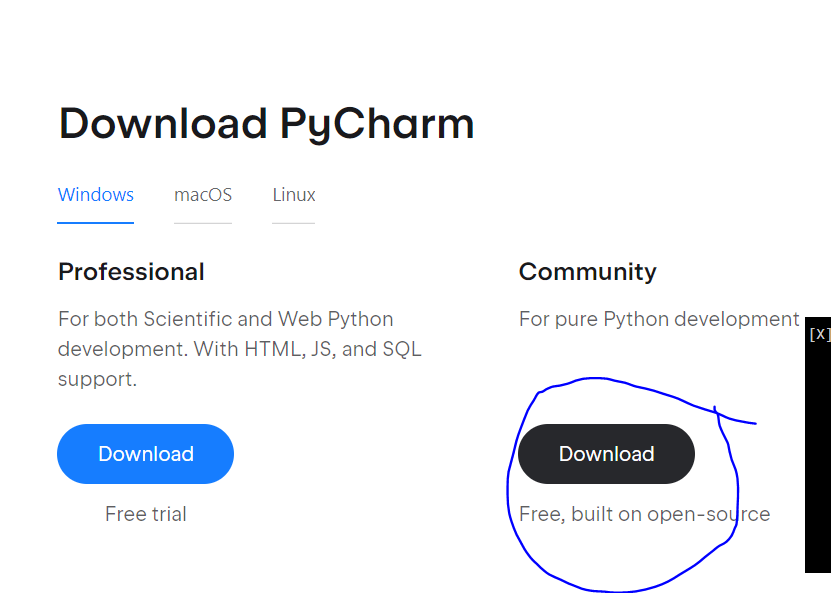 Download PyCharm
Windows macOS Linux
Professional
For both Scientific and Web Python
development. With HTML, JS, and SQL
support.
Download
Free trial
Community
For pure Python development
Download
Free, built on open-source
[X]